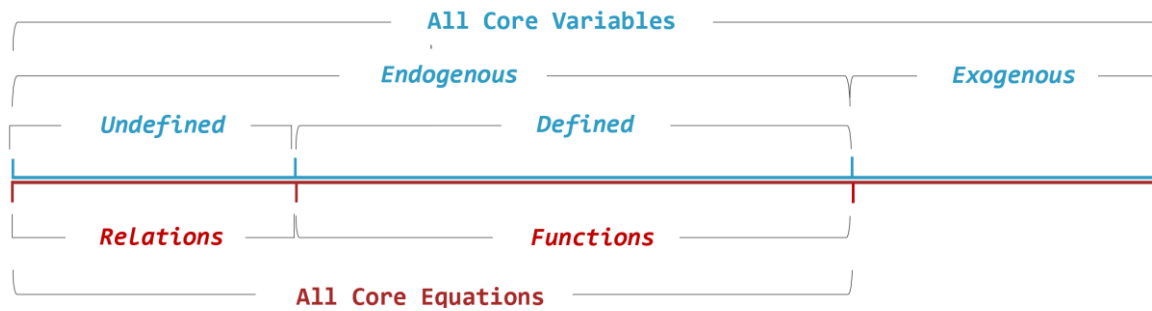 All Core Variables
Endogenous Exogenous
Undefined Defined
Relations Functions
All Core Equations